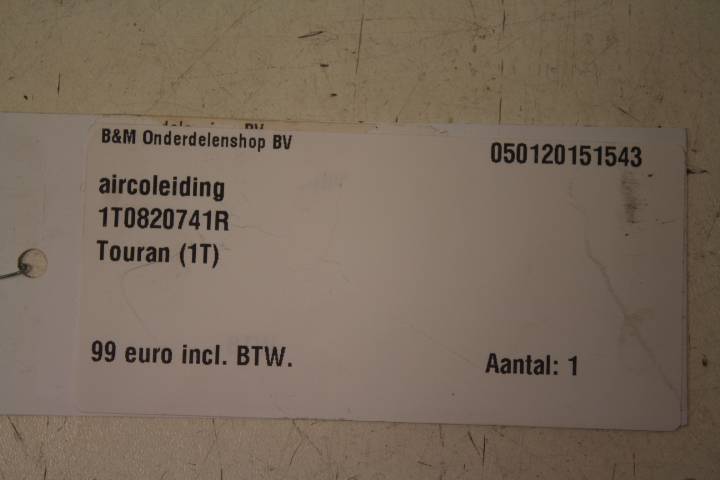 B&M Onderdelenshop BV
050120151543
aircoleiding
1T0820741R
Touran (1T)
99 euro incl. BTW.
Aantal: 1